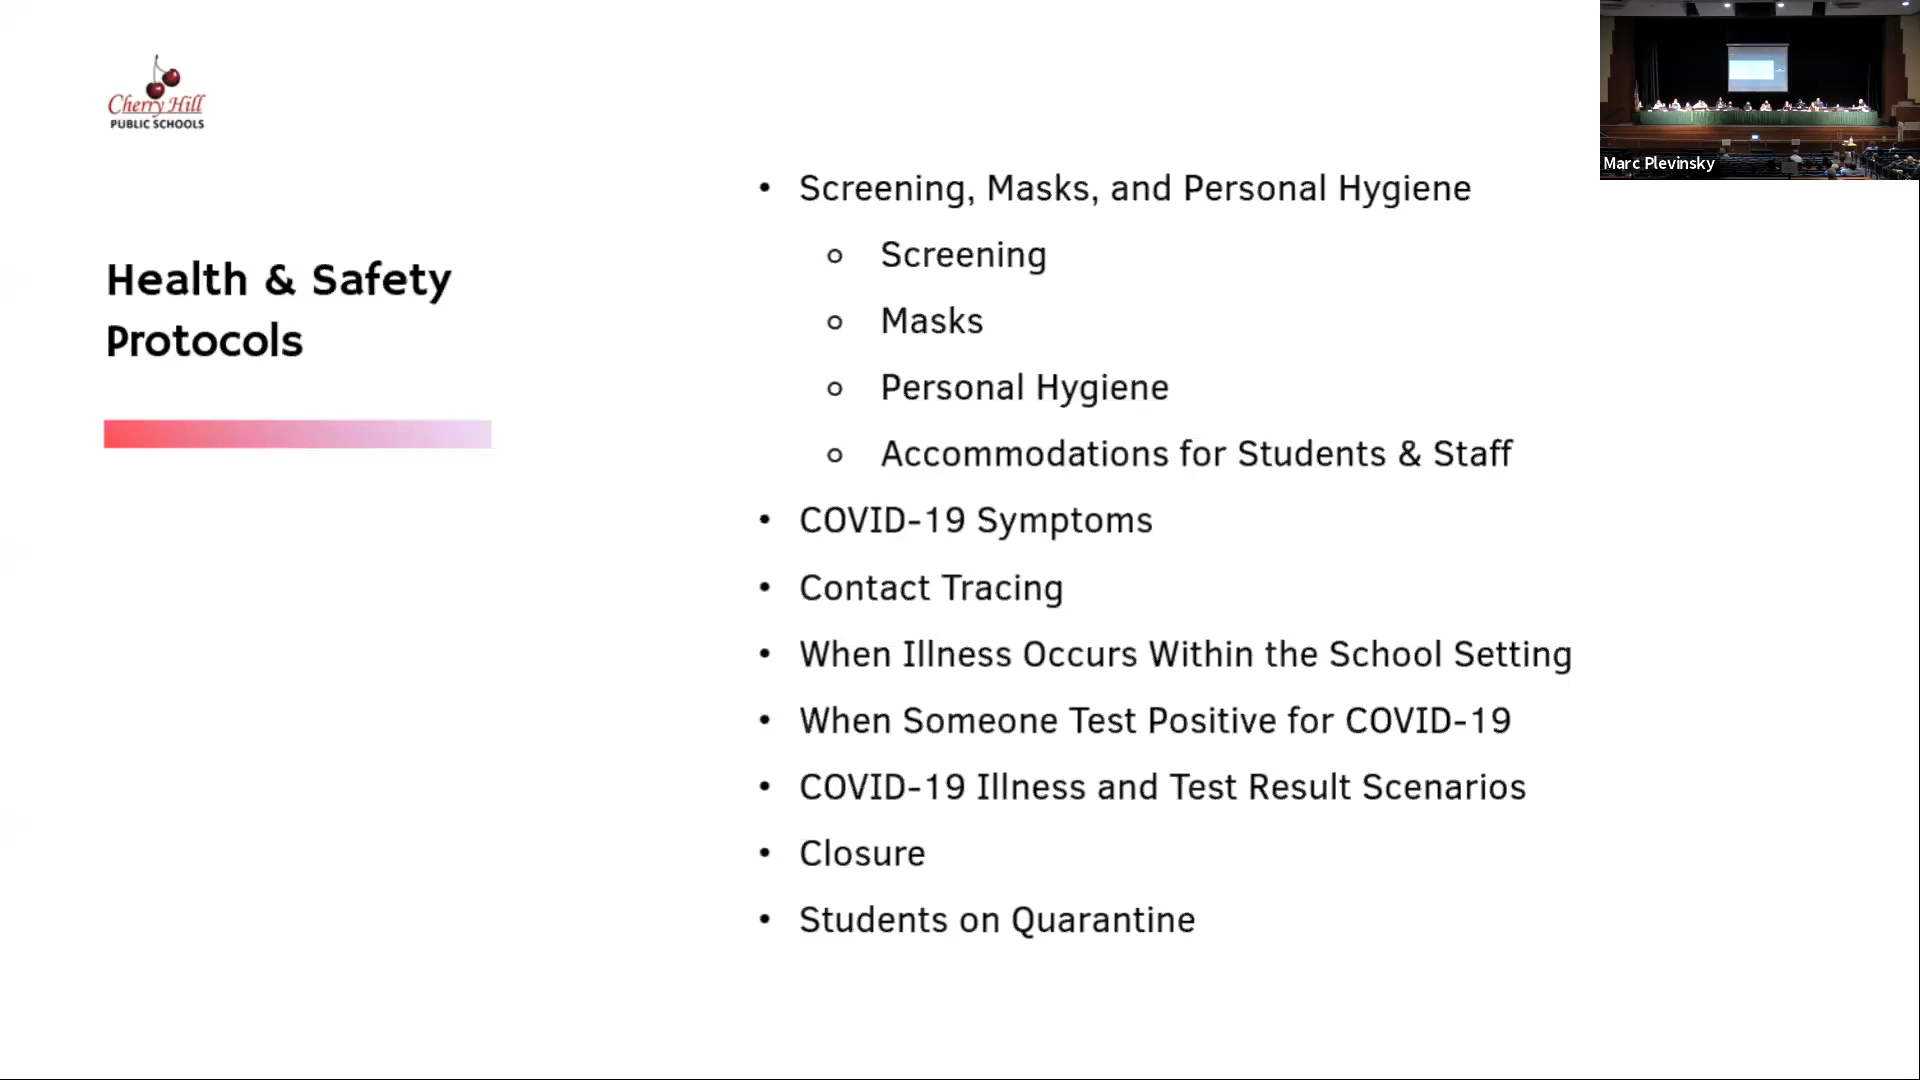 Cherry Hill
PUBLIC SCHOOLS
Health & Safety
Protocols
• Screening, Masks, and Personal Hygiene
○ Screening
○ Masks
○ Personal Hygiene
○ Accommodations for Students & Staff
• COVID-19 Symptoms
• Contact Tracing
• When Illness Occurs Within the School Setting
• When Someone Test Positive for COVID-19
• COVID-19 Illness and Test Result Scenarios
• Closure
• Students on Quarantine
Marc Plevinsky